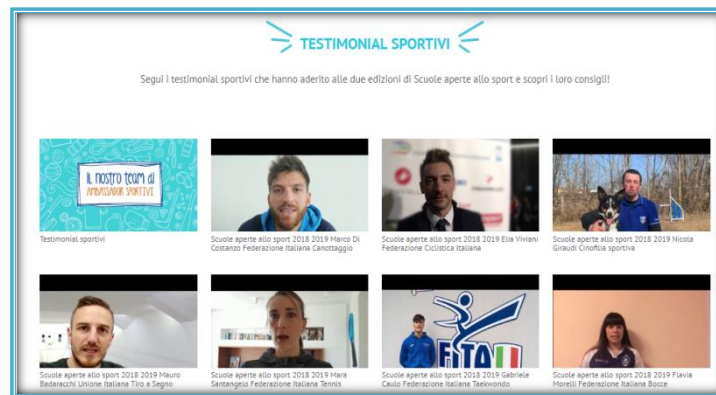 TESTIMONIAL SPORTIVI
Segui i testimonial sportivi che hanno aderito alle due edizioni di Scuole aperte allo sport e scopri i loro consigli!
IL nostro team di
AMBASSADOR SPORTIVI
Testimonial sportivi
Scuole aperte allo sport 2018 2019 Marco Di
Costanzo Federazione Italiana Canottaggio
Scuole aperte allo sport 2018 2019 Elia Viviani
Federazione Ciclistica Italiana
Scuole aperte allo sport 2018 2019 Nicola
Giraudi Cinofilia sportiva
FITA
Scuole aperte allo sport 2018 2019 Mauro
Badaracchi Unione Italiana Tiro a Segno
Scuole aperte allo sport 2018 2019 Mara
Santangelo Federazione Italiana Tennis
Scuole aperte allo sport 2018 2019 Gabriele
Caulo Federazione Italiana Taekwondo
Scuole aperte allo sport 2018 2019 Flavia
Morelli Federazione Italiana Bocce